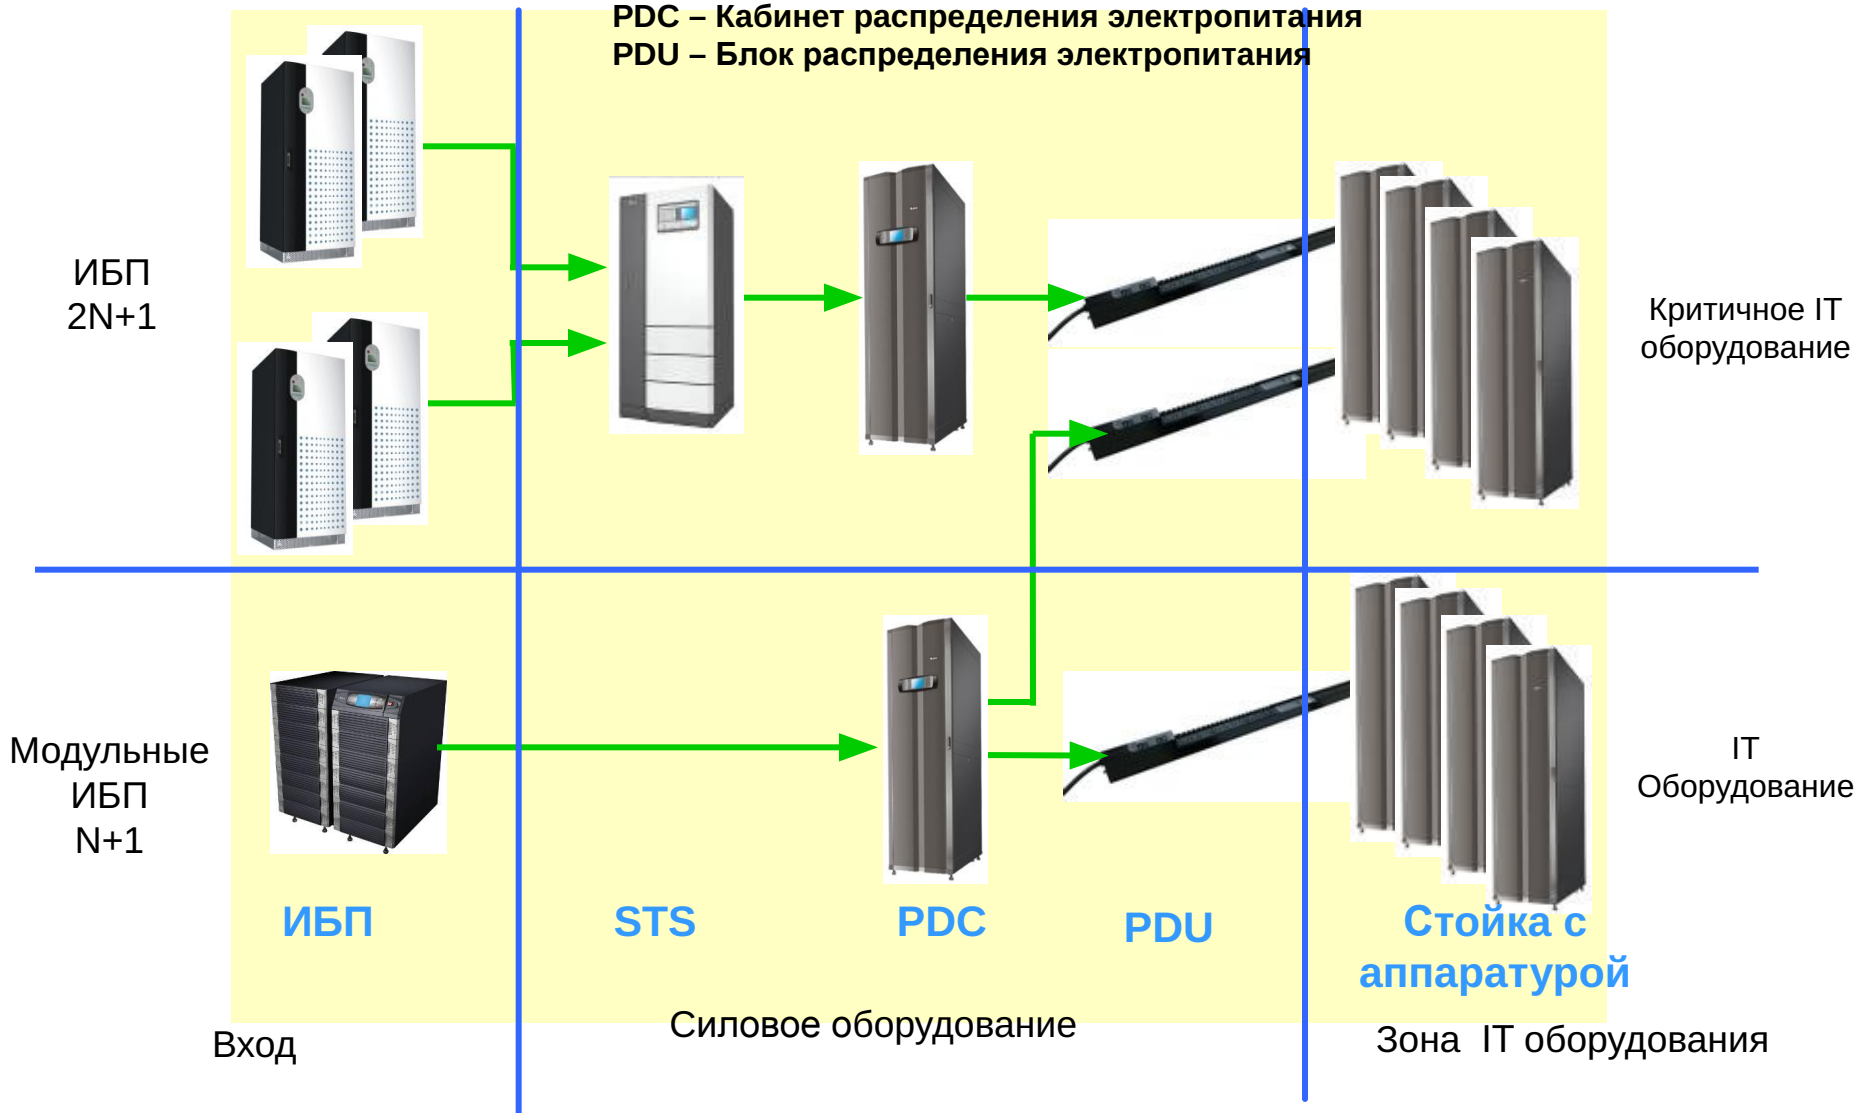 PDC – Кабинет распределения электропитания
PDU – Блок распределения электропитания
ИБП
2N+1
Критичное IT
оборудование
Модульные
ИБП
N+1
IT
Оборудование
ИБП
STS
PDC
PDU
Стойка с
аппаратурой
Вход
Силовое оборудование
Зона  IT оборудования